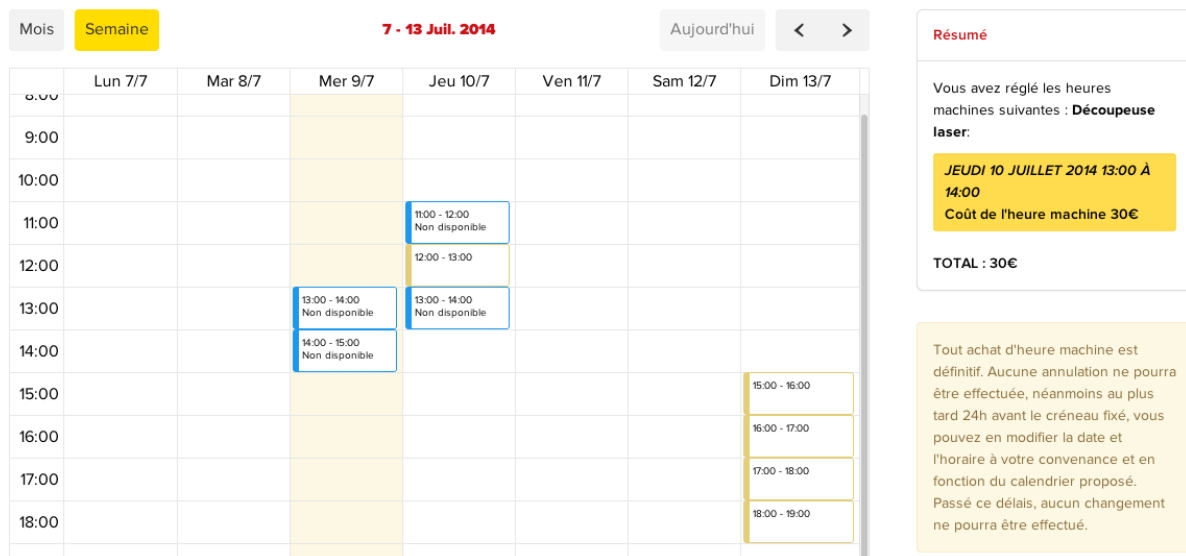 Mois
Semaine
7 - 13 Juil. 2014
Aujourd'hui
Lun 7/7
Mar 8/7
Mer 9/7
Jeu 10/7
Ven 11/7
Sam 12/7
Dim 13/7
8:00
9:00
10:00
11:00
11:00 - 12:00
Non disponible
12:00
12:00 - 13:00
13:00
13:00 - 14:00
Non disponible
13:00 - 14:00
Non disponible
14:00
14:00 - 15:00
Non disponible
15:00
15:00 - 16:00
16:00
16:00 - 17:00
17:00
17:00 - 18:00
18:00
18:00 - 19:00
Résumé
Vous avez réglé les heures
machines suivantes : Découpeuse
laser:
JEUDI 10 JUILLET 2014 13:00 À
14:00
Coût de l'heure machine 30€
TOTAL : 30€
Tout achat d'heure machine est
définitif. Aucune annulation ne pourra
être effectuée, néanmoins au plus
tard 24h avant le créneau fixé, vous
pouvez en modifier la date et
l'horaire à votre convenance et en
fonction du calendrier proposé.
Passé ce délais, aucun changement
ne pourra être effectué.